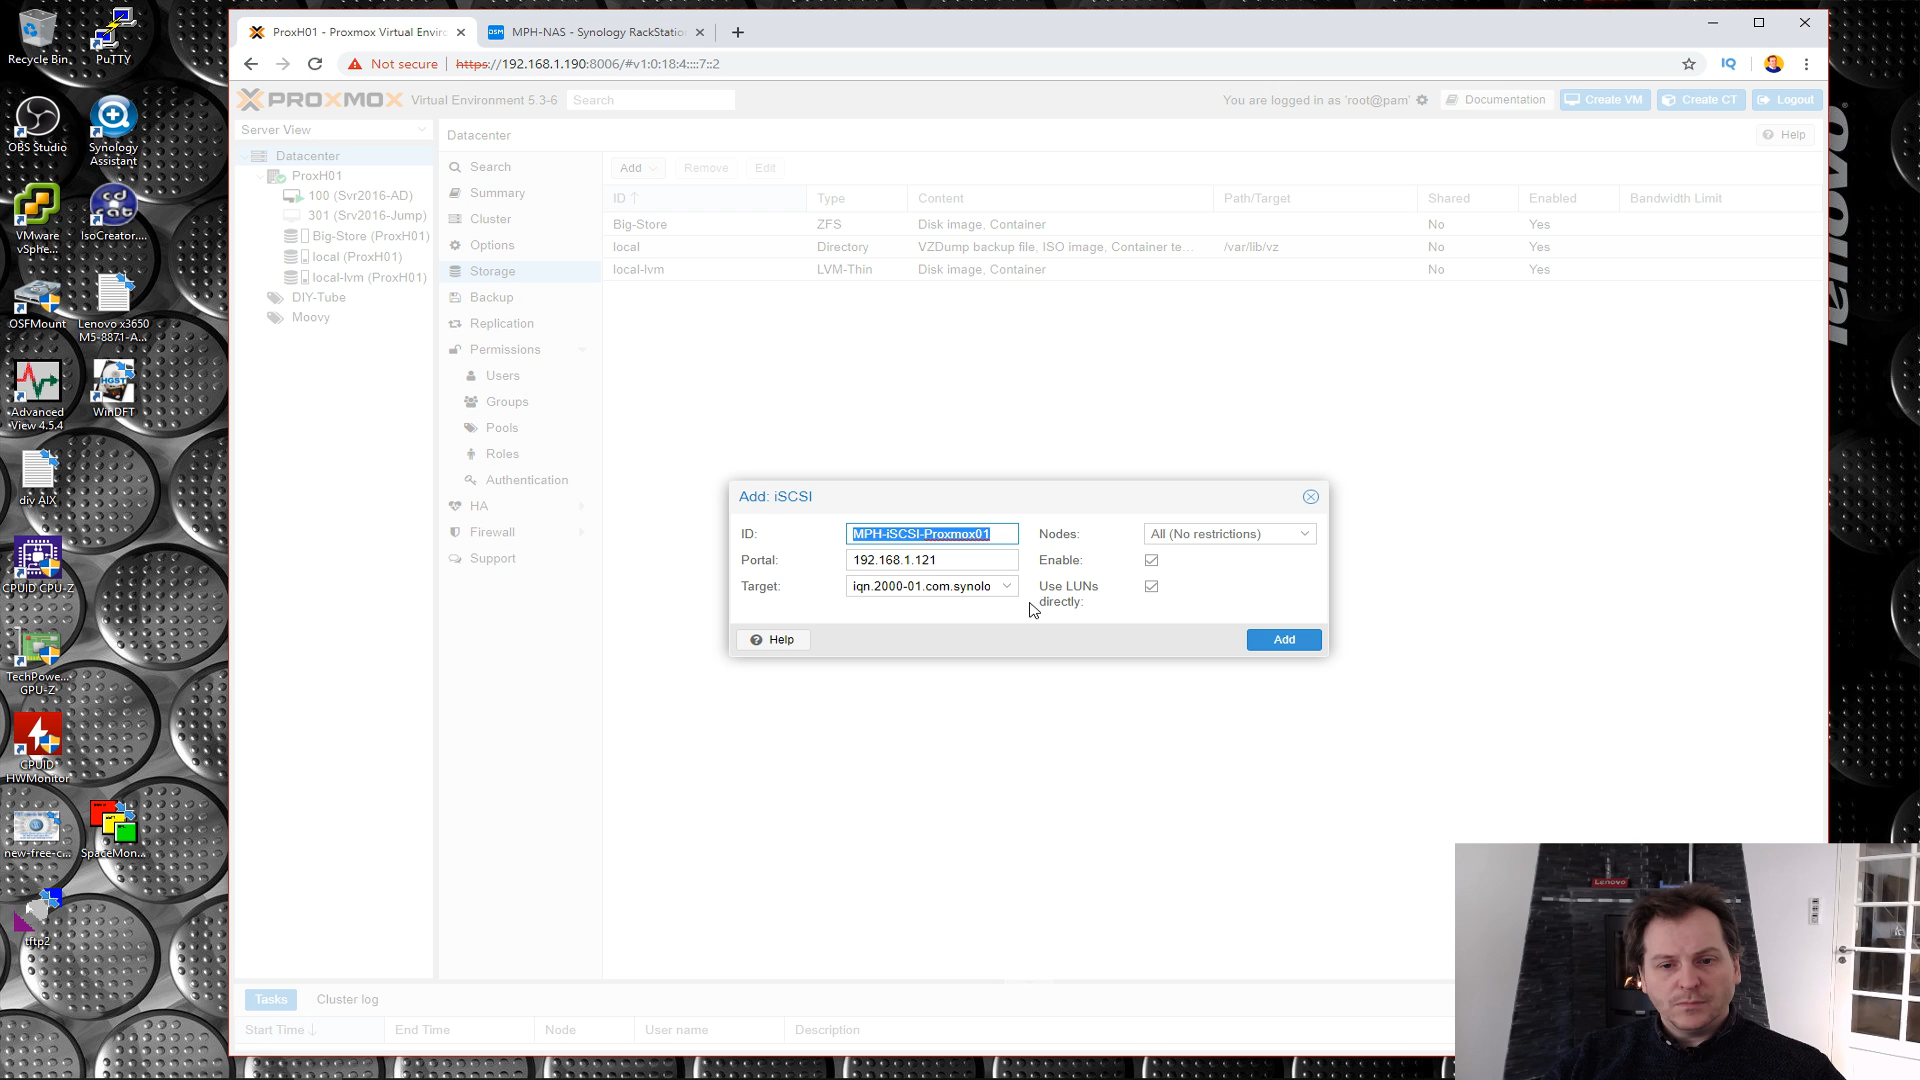 ProxH01 - Proxmox Virtual Enviro
DSM
MPH-NAS - Synology RackStatio
Not secure
https://192.168.1.190:8006/#v1:0:18:4::::7::2
IQ
PROXMOX
Virtual Environment 5.3-6
Search
You are logged in as 'root@pam'
Documentation
Create VM
Create CT
Logout
Server View
Datacenter
ProxH01
100 (Svr2016-AD)
301 (Srv2016-Jump)
Big-Store (ProxH01)
local (ProxH01)
local-lvm (ProxH01)
DIY-Tube
Moovy
Datacenter
Help
Search
Summary
Cluster
Options
Storage
Backup
Replication
Permissions
Users
Groups
Pools
Roles
Authentication
HA
Firewall
Support
Add
Remove
Edit
ID Type Content Path/Target Shared Enabled Bandwidth Limit
Big-Store ZFS Disk image, Container No Yes
local Directory VZDump backup file, ISO image, Container te... /var/lib/vz No Yes
local-lvm LVM-Thin Disk image, Container No Yes
Add: iSCSI
ID: MPH-iSCSI-Proxmox01
Nodes: All (No restrictions)
Portal: 192.168.1.121
Enable:
Target: iqn.2000-01.com.synolo
Use LUNs
directly:
Help
Add
Tasks
Cluster log
Start Time End Time Node User name Description
Recycle Bin
PuTTY
OBS Studio
Synology
Assistant
VMware
vSphe...
cd
cat
IsoCreator....
OSFMount
Lenovo x3650
M5-8871-A...
Advanced
View 4.5.4
HGST
WinDFT
div AIX
CPUID CPU-Z
TechPowe...
GPU-Z
CPUID
HWMonitor
new-free-c...
SpaceMon...
tftp2
Lenovo
Lenovo